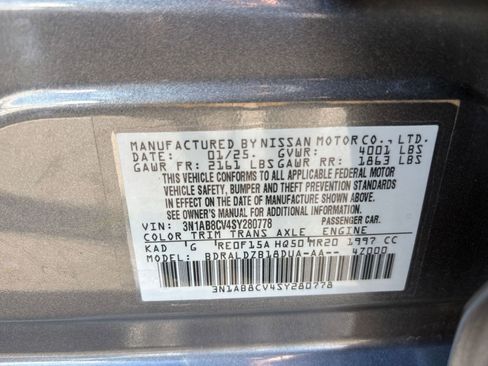 MANUFACTURED BY NISSAN MOTOR CO., LTD.
DATE: 01/25. GVWR: 4001 LBS
GAWR FR: 2161 LBS GAWR RR: 1863 LBS
THIS VEHICLE CONFORMS TO ALL APPLICABLE FEDERAL MOTOR
VEHICLE SAFETY, BUMPER AND THEFT PREVENTION STANDARDS
IN EFFECT ON THE DATE OF MANUFACTURE SHOWN ABOVE.
SEE OWNER'S MANUAL FOR ADDITIONAL INFORMATION.
VIN: 3N1AB8CV4SY280778 PASSENGER CAR.
COLOR TRIM TRANS AXLE ENGINE
KAD 'G 'RE0F15A HQ50 MR20 1997 CC
MODEL: BDRALDZB18DUA-AA-- 4Z000
3N1AB8CV4SY280778